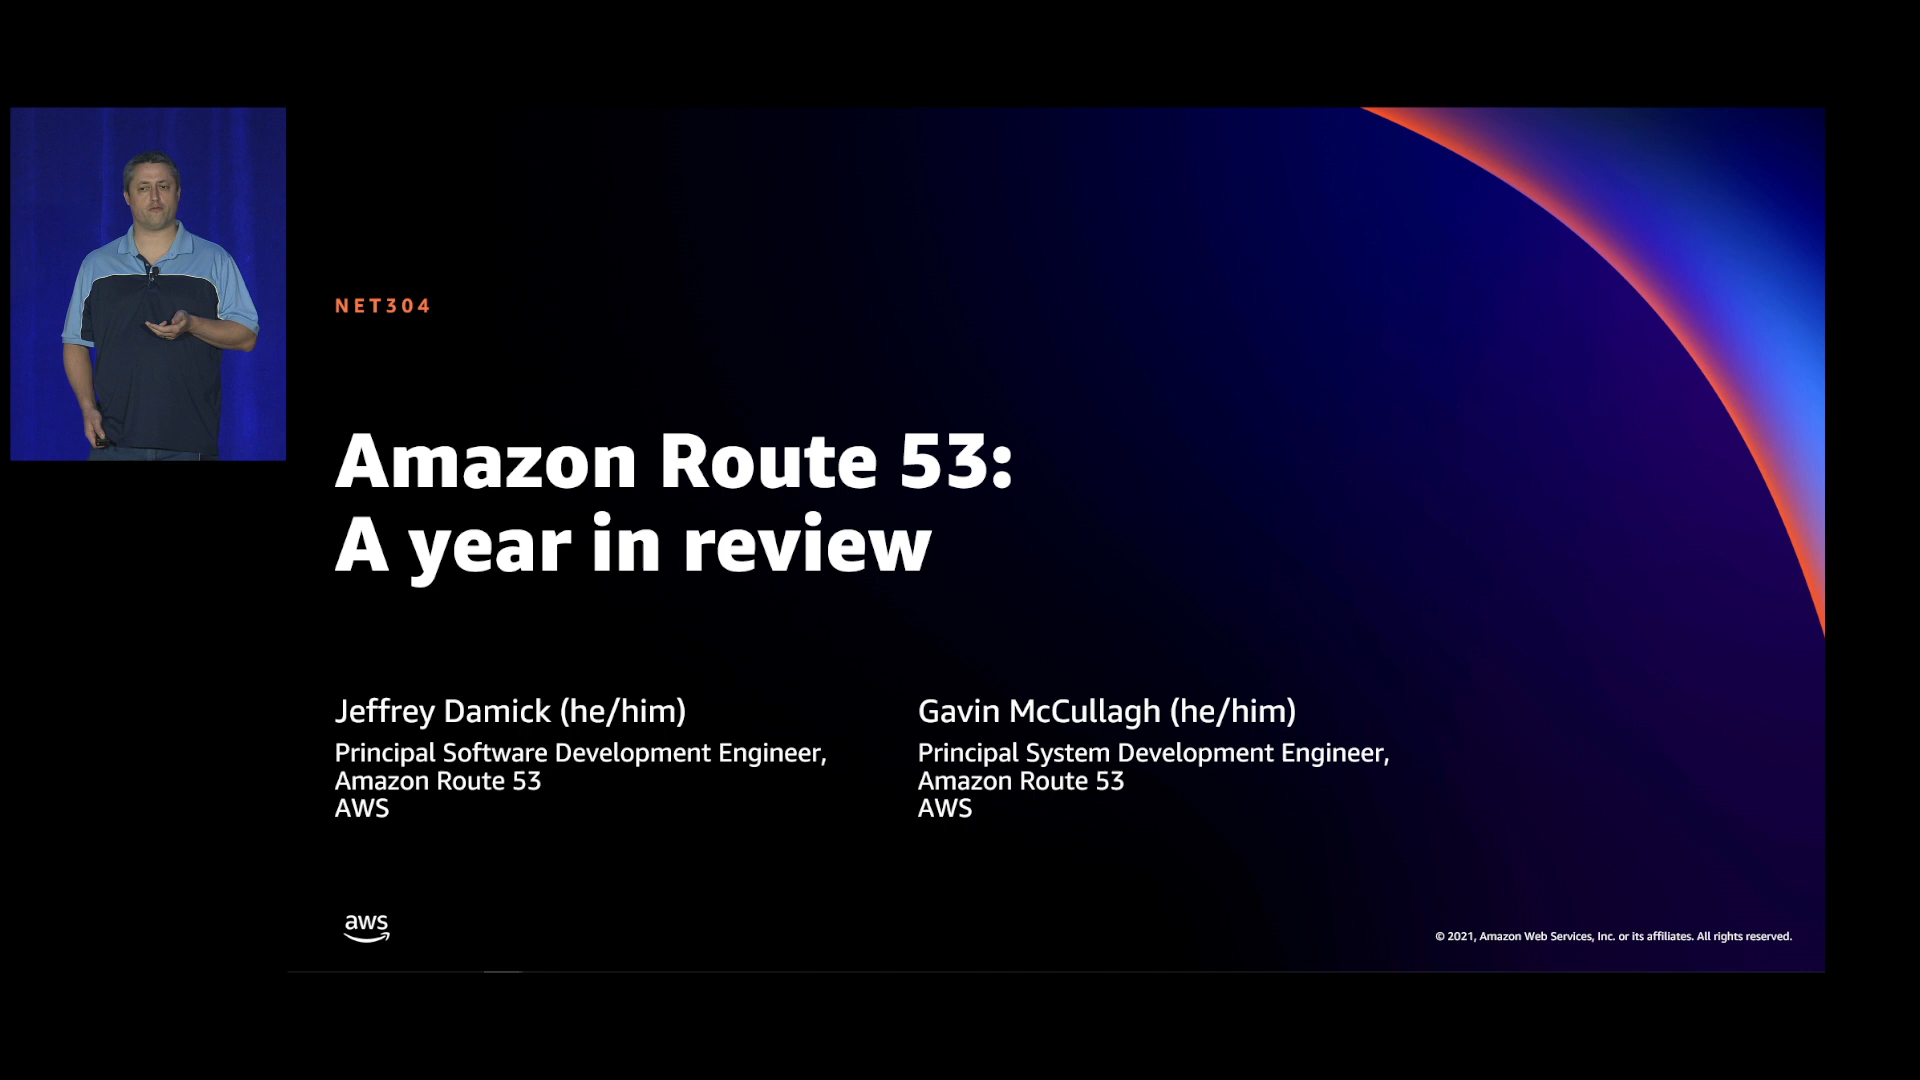 NET304
Amazon Route 53:
A year in review
Jeffrey Damick (he/him)
Principal Software Development Engineer,
Amazon Route 53
AWS
Gavin McCullagh (he/him)
Principal System Development Engineer,
Amazon Route 53
AWS
aws
© 2021, Amazon Web Services, Inc. or its affiliates. All rights reserved.